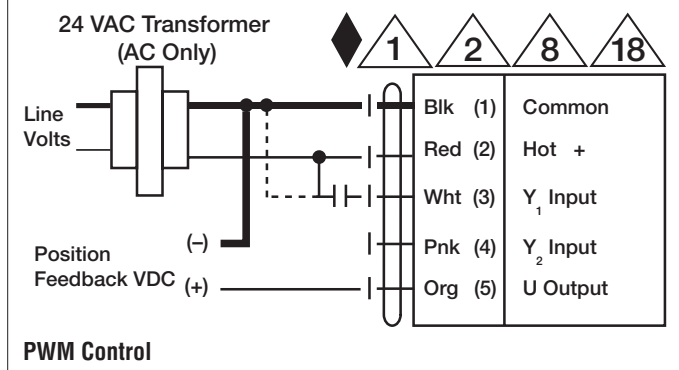 24 VAC Transformer
(AC Only)
1 2 8 18
Line
Volts
Blk (1) Common
Red (2) Hot +
Wht (3) Y1 Input
Pnk (4) Y2 Input
Org (5) U Output
(–)
Position
Feedback VDC (+)
PWM Control